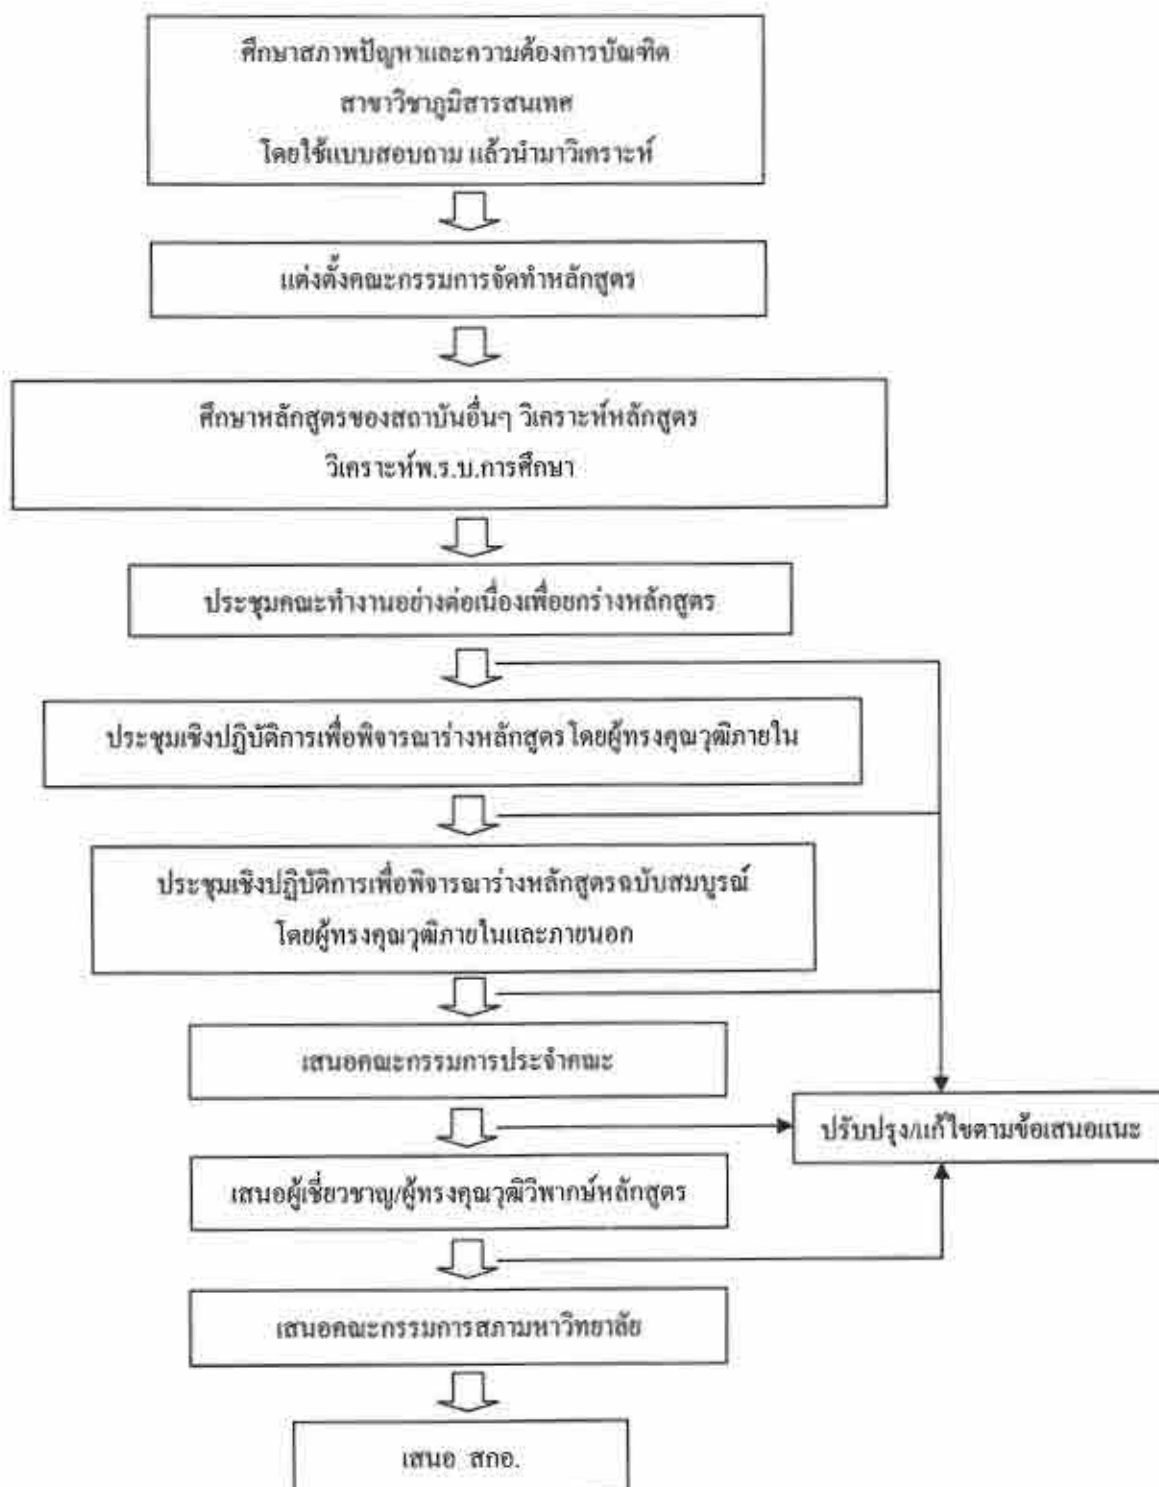 ศึกษาสภาพปัญหาและความต้องการบัณฑิต
สาขาวิชาภูมิสารสนเทศ
โดยใช้แบบสอบถาม แล้วนำมาวิเคราะห์
แต่งตั้งคณะกรรมการจัดทำหลักสูตร
ศึกษาหลักสูตรของสถาบันอื่นๆ วิเคราะห์หลักสูตร
วิเคราะห์พ.ร.บ.การศึกษา
ประชุมคณะทำงานอย่างต่อเนื่องเพื่อยกร่างหลักสูตร
ประชุมเชิงปฏิบัติการเพื่อพิจารณาร่างหลักสูตร โดยผู้ทรงคุณวุฒิภายใน
ประชุมเชิงปฏิบัติการเพื่อพิจารณาร่างหลักสูตรฉบับสมบูรณ์
โดยผู้ทรงคุณวุฒิภายในและภายนอก
เสนอคณะกรรมการประจำคณะ
ปรับปรุง/แก้ไขตามข้อเสนอแนะ
เสนอผู้เชี่ยวชาญ/ผู้ทรงคุณวุฒิวิพากษ์หลักสูตร
เสนอคณะกรรมการสภามหาวิทยาลัย
เสนอ สกอ.